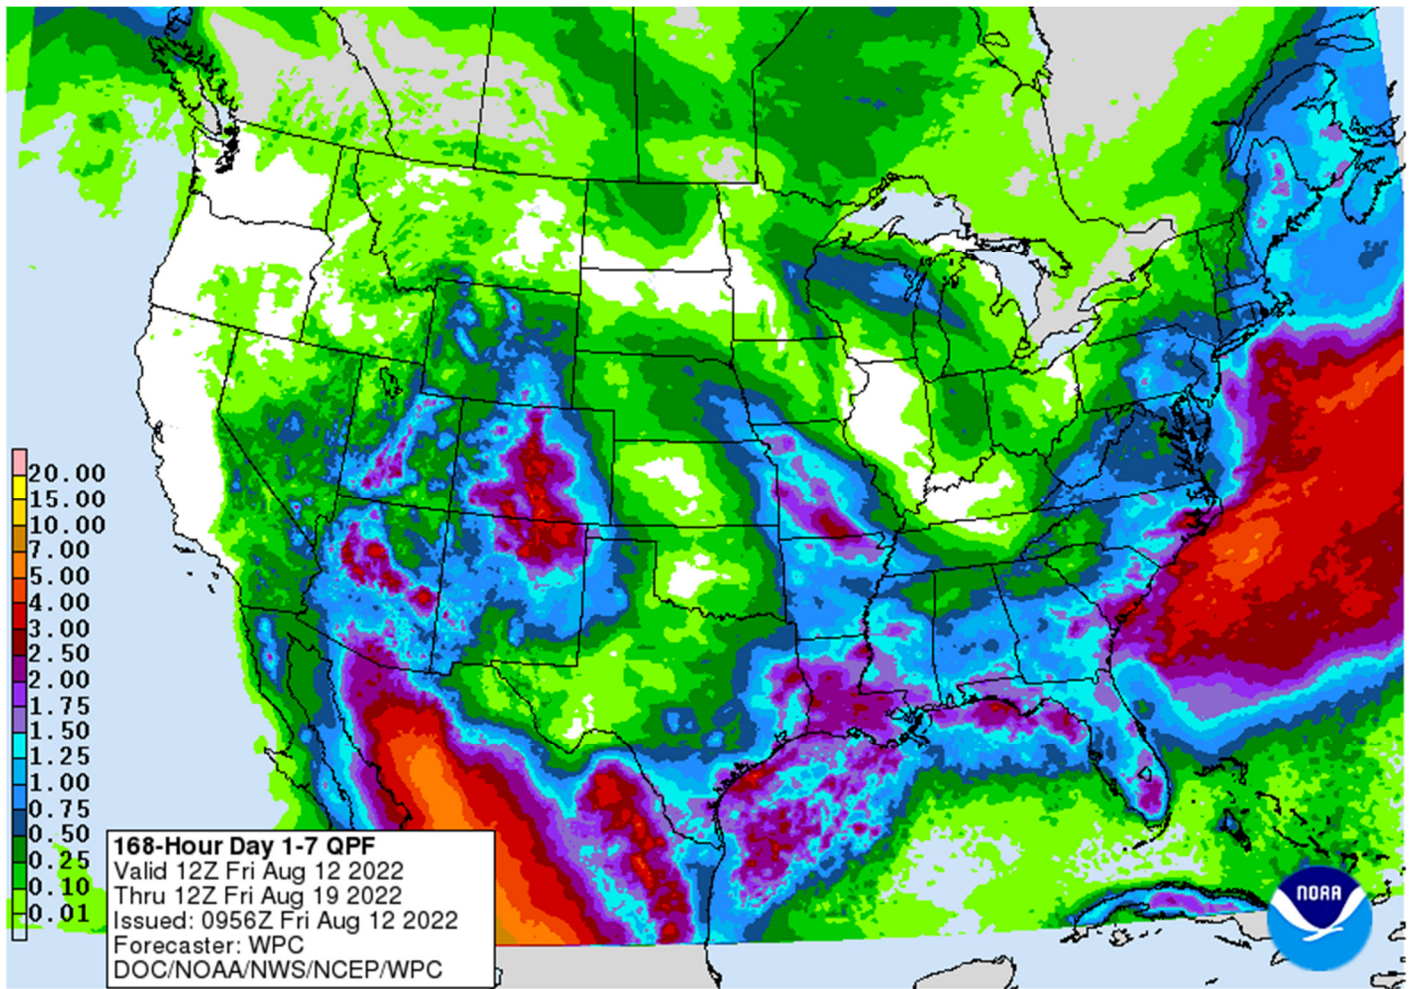 20.00
15.00
10.00
7.00
5.00
4.00
3.00
2.50
2.00
1.75
1.50
1.25
1.00
0.75
0.50
0.25
0.10
0.01
168-Hour Day 1-7 QPF
Valid 12Z Fri Aug 12 2022
Thru 12Z Fri Aug 19 2022
Issued: 0956Z Fri Aug 12 2022
Forecaster: WPC
DOC/NOAA/NWS/NCEP/WPC
NOAA